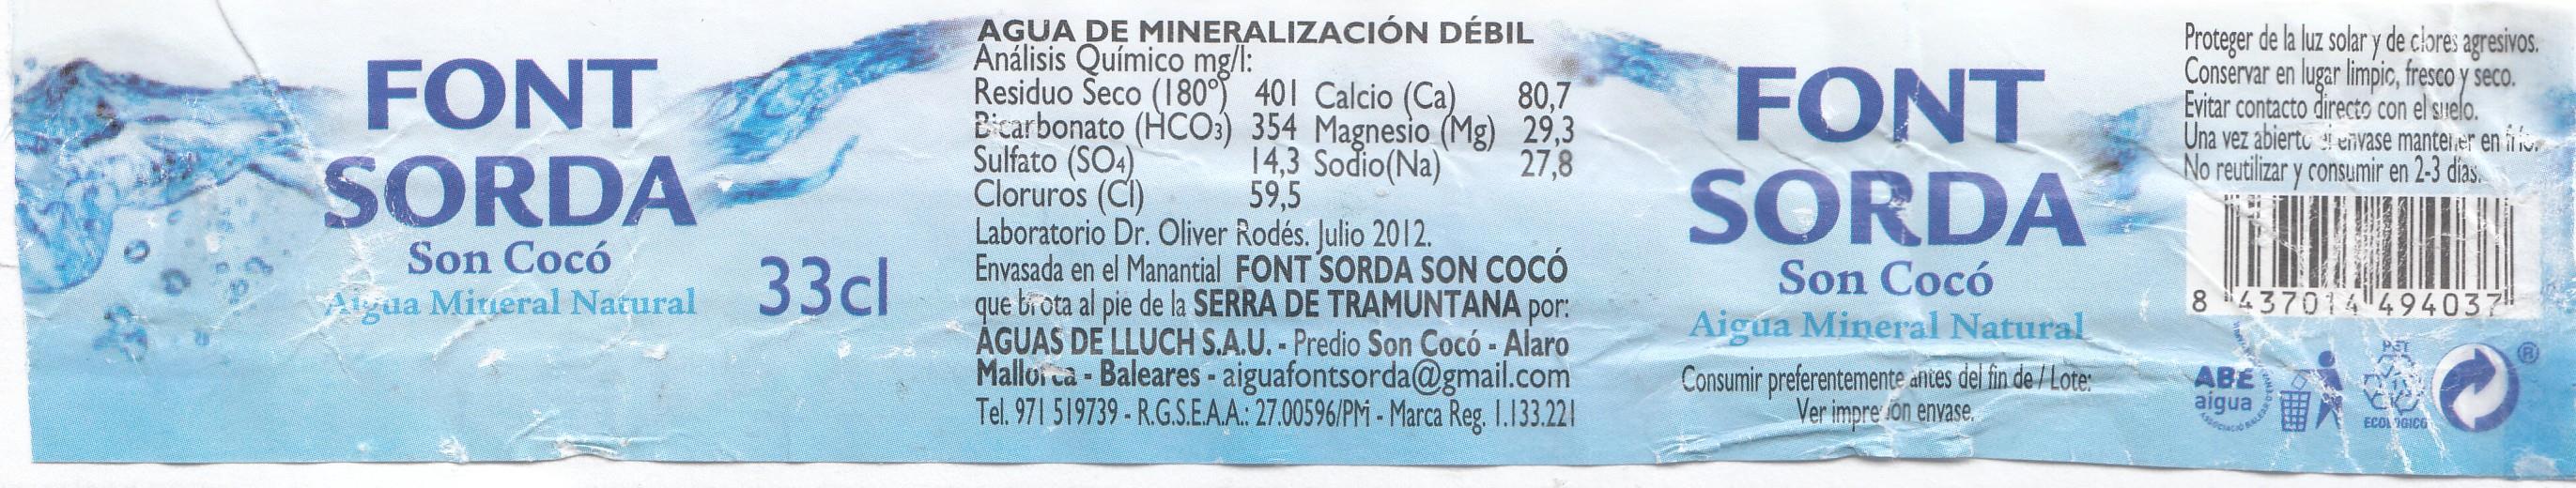 FONT
SORDA
Son Cocó
Aigua Mineral Natural
33cl
AGUA DE MINERALIZACIÓN DÉBIL
Análisis Químico mg/l:
Residuo Seco (180°) 401 Calcio (Ca) 80,7
Bicarbonato (HCO3) 354 Magnesio (Mg) 29,3
Sulfato (SO4) 14,3 Sodio(Na) 27,8
Cloruros (Cl) 59,5
Laboratorio Dr. Oliver Rodés. Julio 2012.
Envasada en el Manantial FONT SORDA SON COCÓ
que brota al pie de la SERRA DE TRAMUNTANA por:
AGUAS DE LLUCH S.A.U. - Predio Son Cocó - Alaro
Mallorca - Baleares - aiguafontsorda@gmail.com
Tel. 971 519739 - R.G.S.E.A.A.: 27.00596/PM - Marca Reg. 1.133.221
FONT
SORDA
Son Cocó
Aigua Mineral Natural
Consumir preferentemente antes del fin de / Lote:
Ver impresión envase.
Proteger de la luz solar y de olores agresivos.
Conservar en lugar limpio, fresco y seco.
Evitar contacto directo con el suelo.
Una vez abierto el envase mantener en frío.
No reutilizar y consumir en 2-3 días.
8 437014 494037
ABE
aigua
PET
1
ECOLÓGICO
®